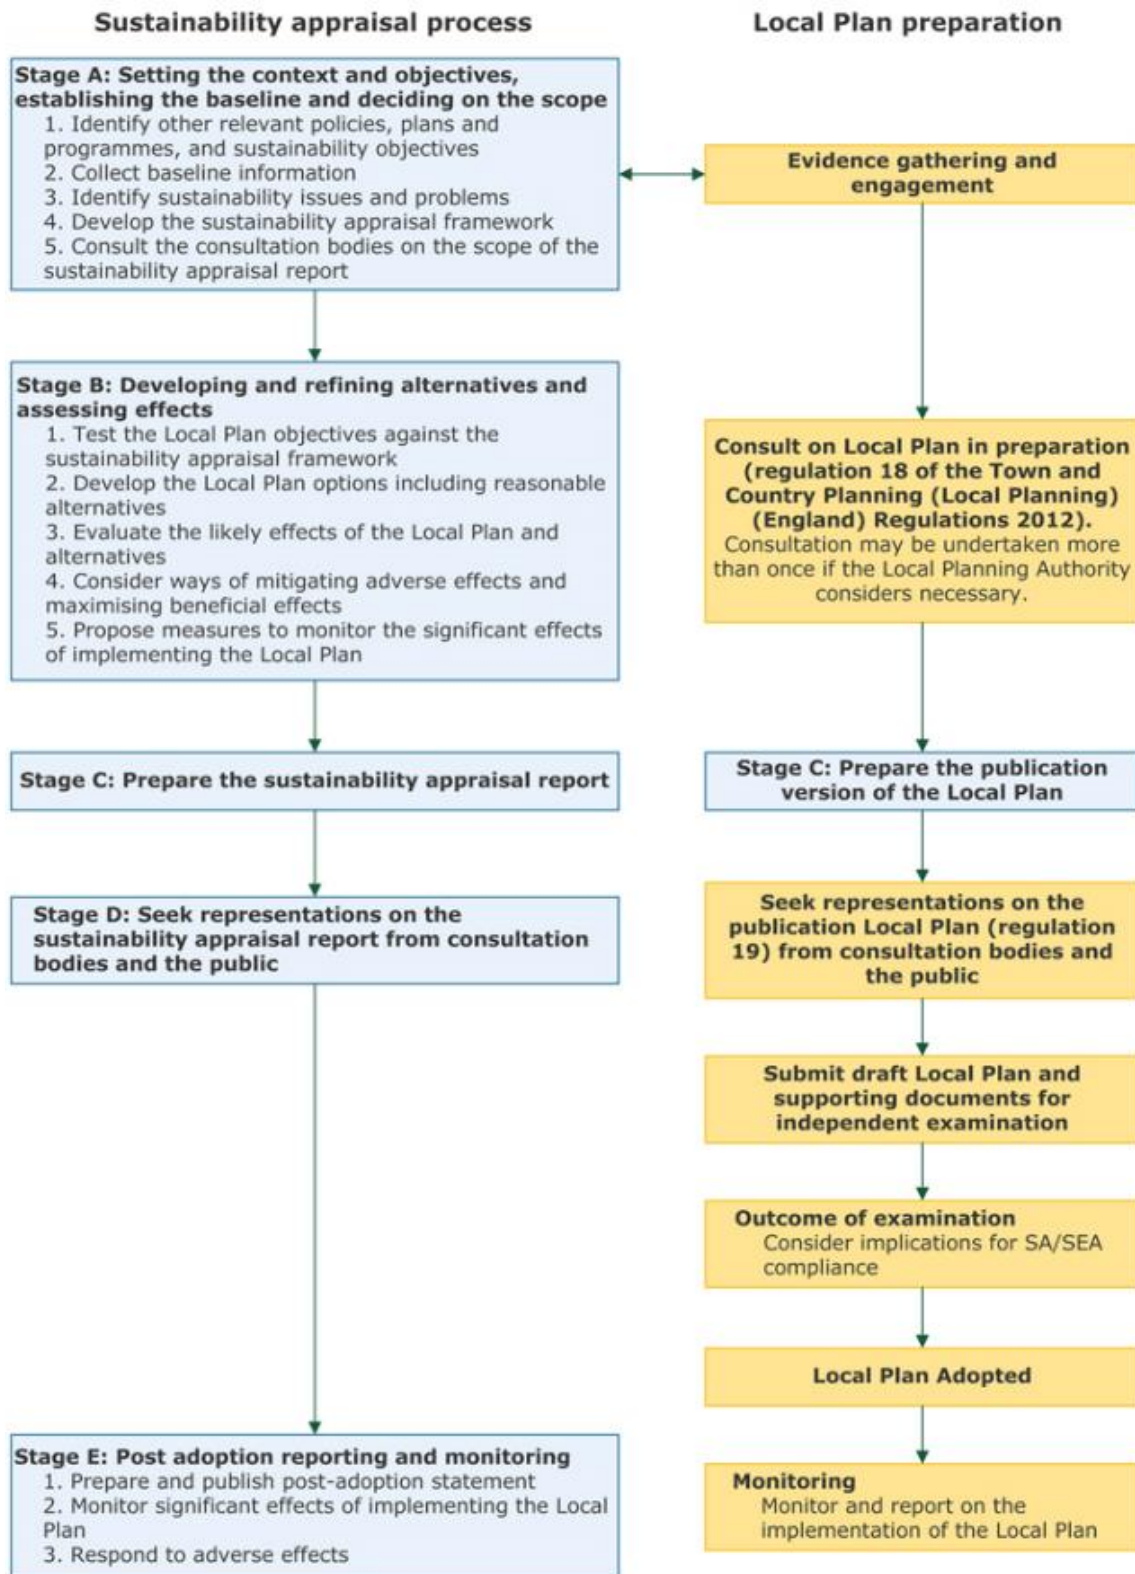 Sustainability appraisal process
Local Plan preparation
Stage A: Setting the context and objectives,
establishing the baseline and deciding on the scope
1. Identify other relevant policies, plans and
programmes, and sustainability objectives
2. Collect baseline information
3. Identify sustainability issues and problems
4. Develop the sustainability appraisal framework
5. Consult the consultation bodies on the scope of the
sustainability appraisal report
Evidence gathering and
engagement
Stage B: Developing and refining alternatives and
assessing effects
1. Test the Local Plan objectives against the
sustainability appraisal framework
2. Develop the Local Plan options including reasonable
alternatives
3. Evaluate the likely effects of the Local Plan and
alternatives
4. Consider ways of mitigating adverse effects and
maximising beneficial effects
5. Propose measures to monitor the significant effects
of implementing the Local Plan
Consult on Local Plan in preparation
(regulation 18 of the Town and
Country Planning (Local Planning)
(England) Regulations 2012).
Consultation may be undertaken more
than once if the Local Planning Authority
considers necessary.
Stage C: Prepare the sustainability appraisal report
Stage C: Prepare the publication
version of the Local Plan
Stage D: Seek representations on the
sustainability appraisal report from consultation
bodies and the public
Seek representations on the
publication Local Plan (regulation
19) from consultation bodies and
the public
Submit draft Local Plan and
supporting documents for
independent examination
Outcome of examination
Consider implications for SA/SEA
compliance
Local Plan Adopted
Stage E: Post adoption reporting and monitoring
1. Prepare and publish post-adoption statement
2. Monitor significant effects of implementing the Local
Plan
3. Respond to adverse effects
Monitoring
Monitor and report on the
implementation of the Local Plan